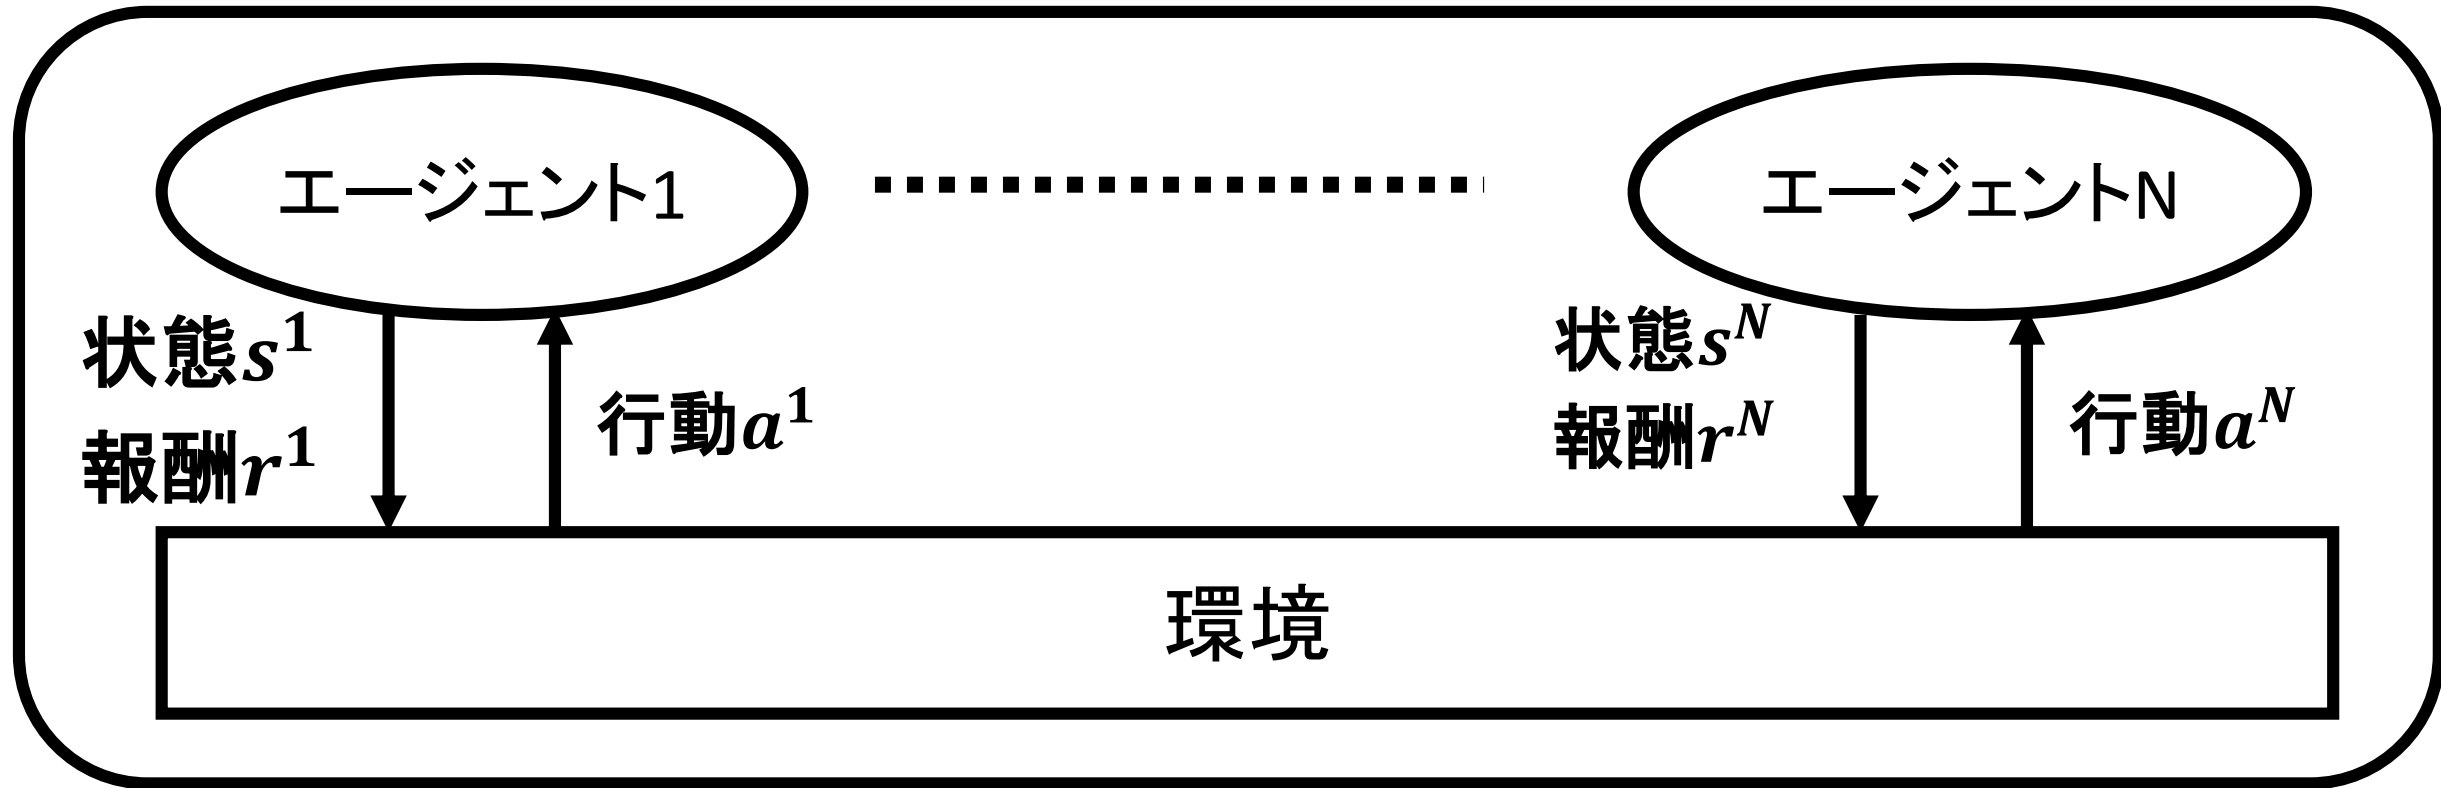 エージェント1
エージェントN
状態s¹
報酬r¹
行動a¹
状態sᴺ
報酬rᴺ
行動aᴺ
環境